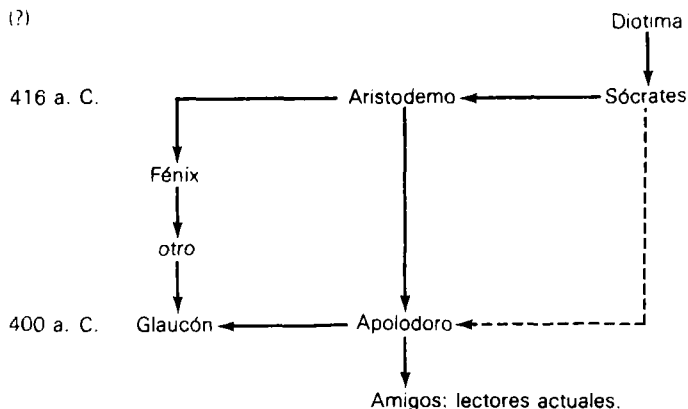 (?)
Diotima
416 a. C. Aristodemo Sócrates
Fénix
otro
400 a. C. Glaucón Apolodoro
Amigos: lectores actuales.